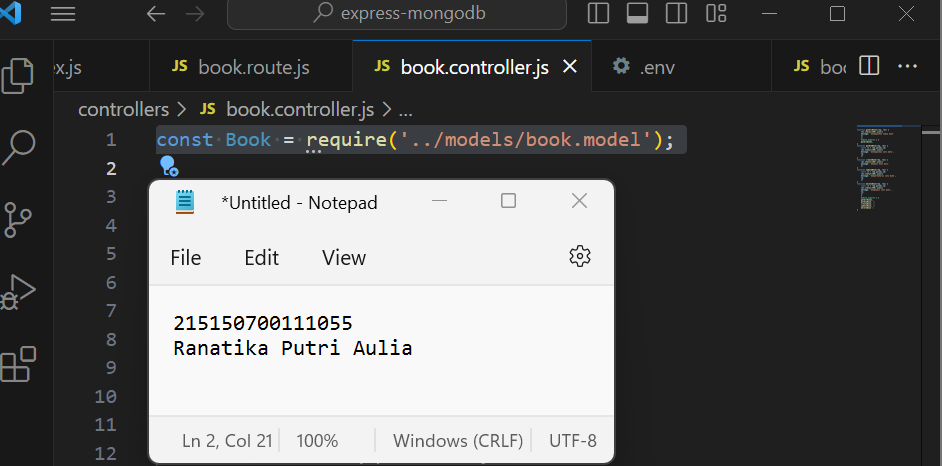 express-mongodb
x.js
JS book.route.js
JS book.controller.js
.env
JS boo
controllers > JS book.controller.js > ...
1 const Book = require('../models/book.model');
2
3
4
5
6
7
8
9
10
11
12
*Untitled - Notepad
File Edit View
215150700111055
Ranatika Putri Aulia
Ln 2, Col 21 100% Windows (CRLF) UTF-8